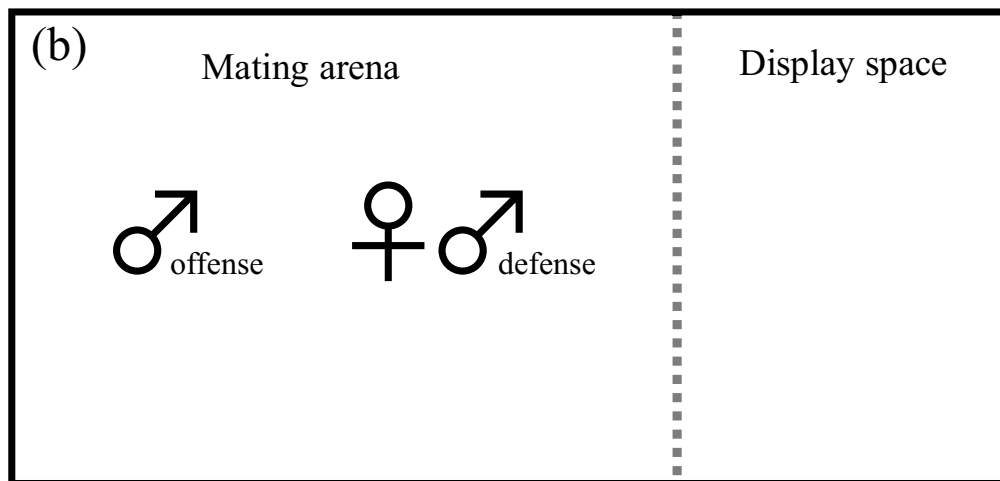 (b)
Mating arena
Display space
offense
defense